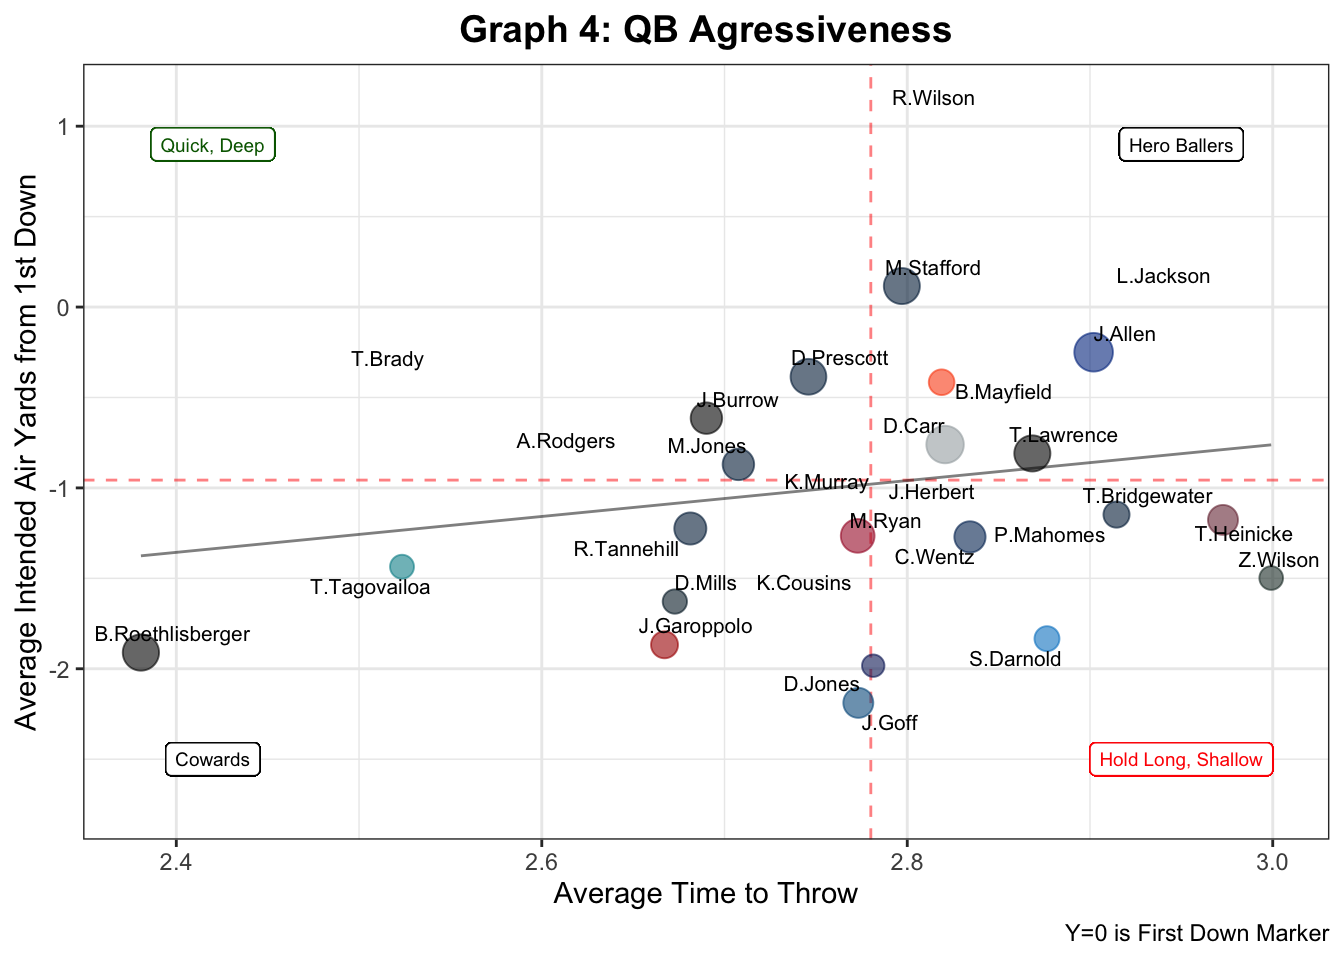 Graph 4: QB Agressiveness
R.Wilson
1
Quick, Deep
Hero Ballers
M.Stafford
L.Jackson
0
J.Allen
T.Brady
D.Prescott
B.Mayfield
J.Burrow
D.Carr
T.Lawrence
A.Rodgers
M.Jones
K.Murray
-1
J.Herbert
T.Bridgewater
M.Ryan
P.Mahomes
T.Heinicke
R.Tannehill
C.Wentz
Z.Wilson
T.Tagovailoa
D.Mills
K.Cousins
J.Garoppolo
B.Roethlisberger
S.Darnold
-2
D.Jones
J.Goff
Cowards
Hold Long, Shallow
Average Intended Air Yards from 1st Down
2.4
2.6
2.8
3.0
Average Time to Throw
Y=0 is First Down Marker